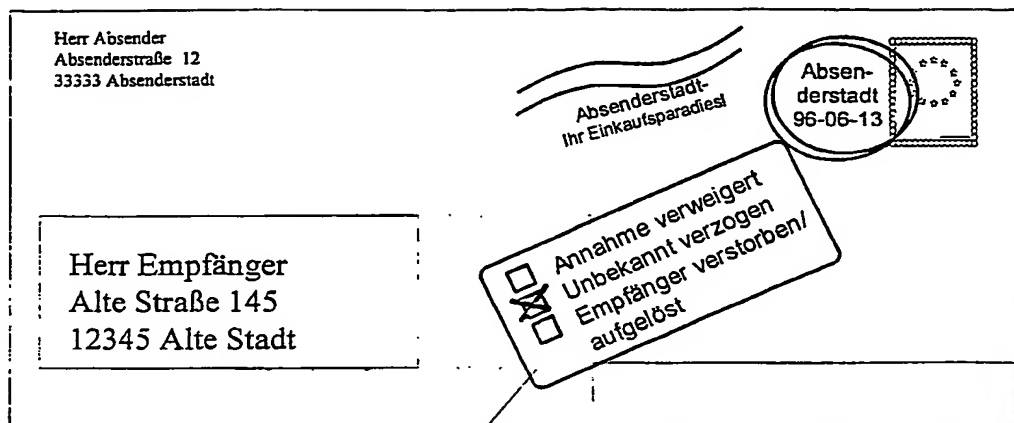 Herr Absender
Absenderstraße 12
33333 Absenderstadt
Absenderstadt-
Ihr Einkaufsparadies!
Absen-
derstadt
96-06-13
Herr Empfänger
Alte Straße 145
12345 Alte Stadt
Annahme verweigert
Unbekannt verzogen
Empfänger verstorben/
aufgelöst